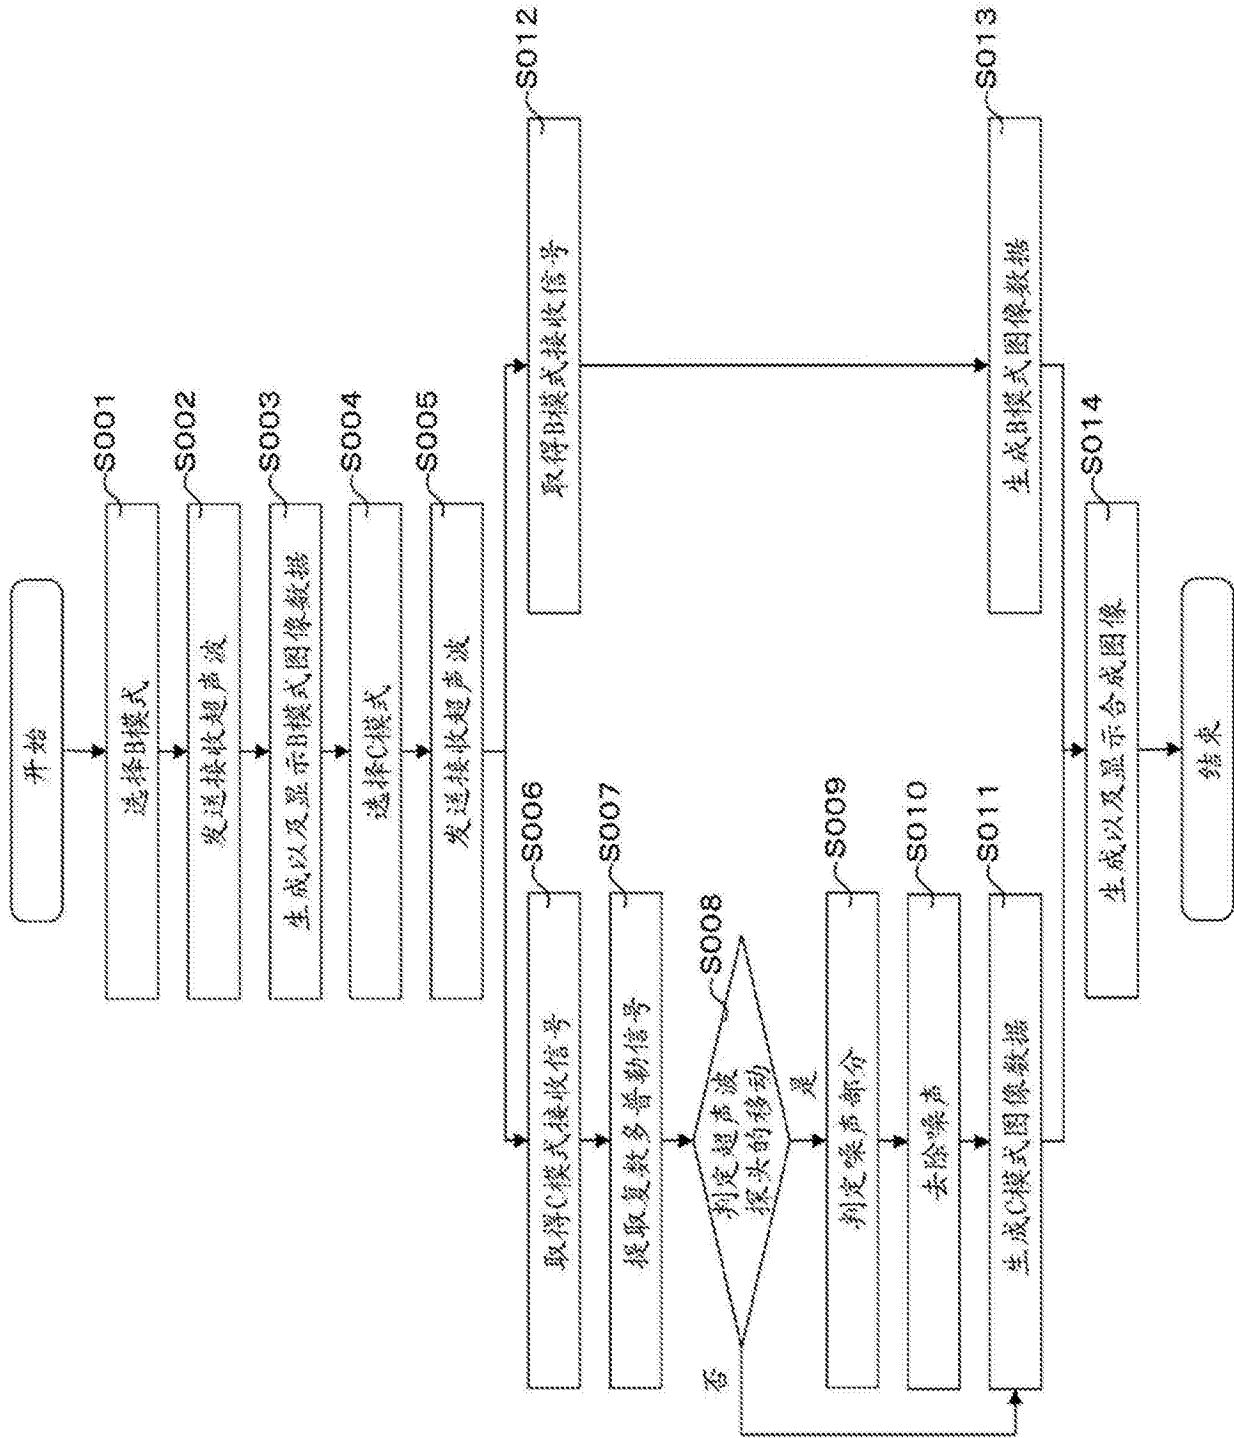 开始
选择B模式
S001
发送接收超声波
S002
生成以及显示B模式图像数据
S003
选择C模式
S004
发送接收超声波
S005
取得C模式接收信号
S006
提取复数多普勒信号
S007
判定超声波
探头的移动
S008
是
否
判定噪声部分
S009
去除噪声
S010
生成C模式图像数据
S011
取得B模式接收信号
S012
生成B模式图像数据
S013
生成以及显示合成图像
S014
结束